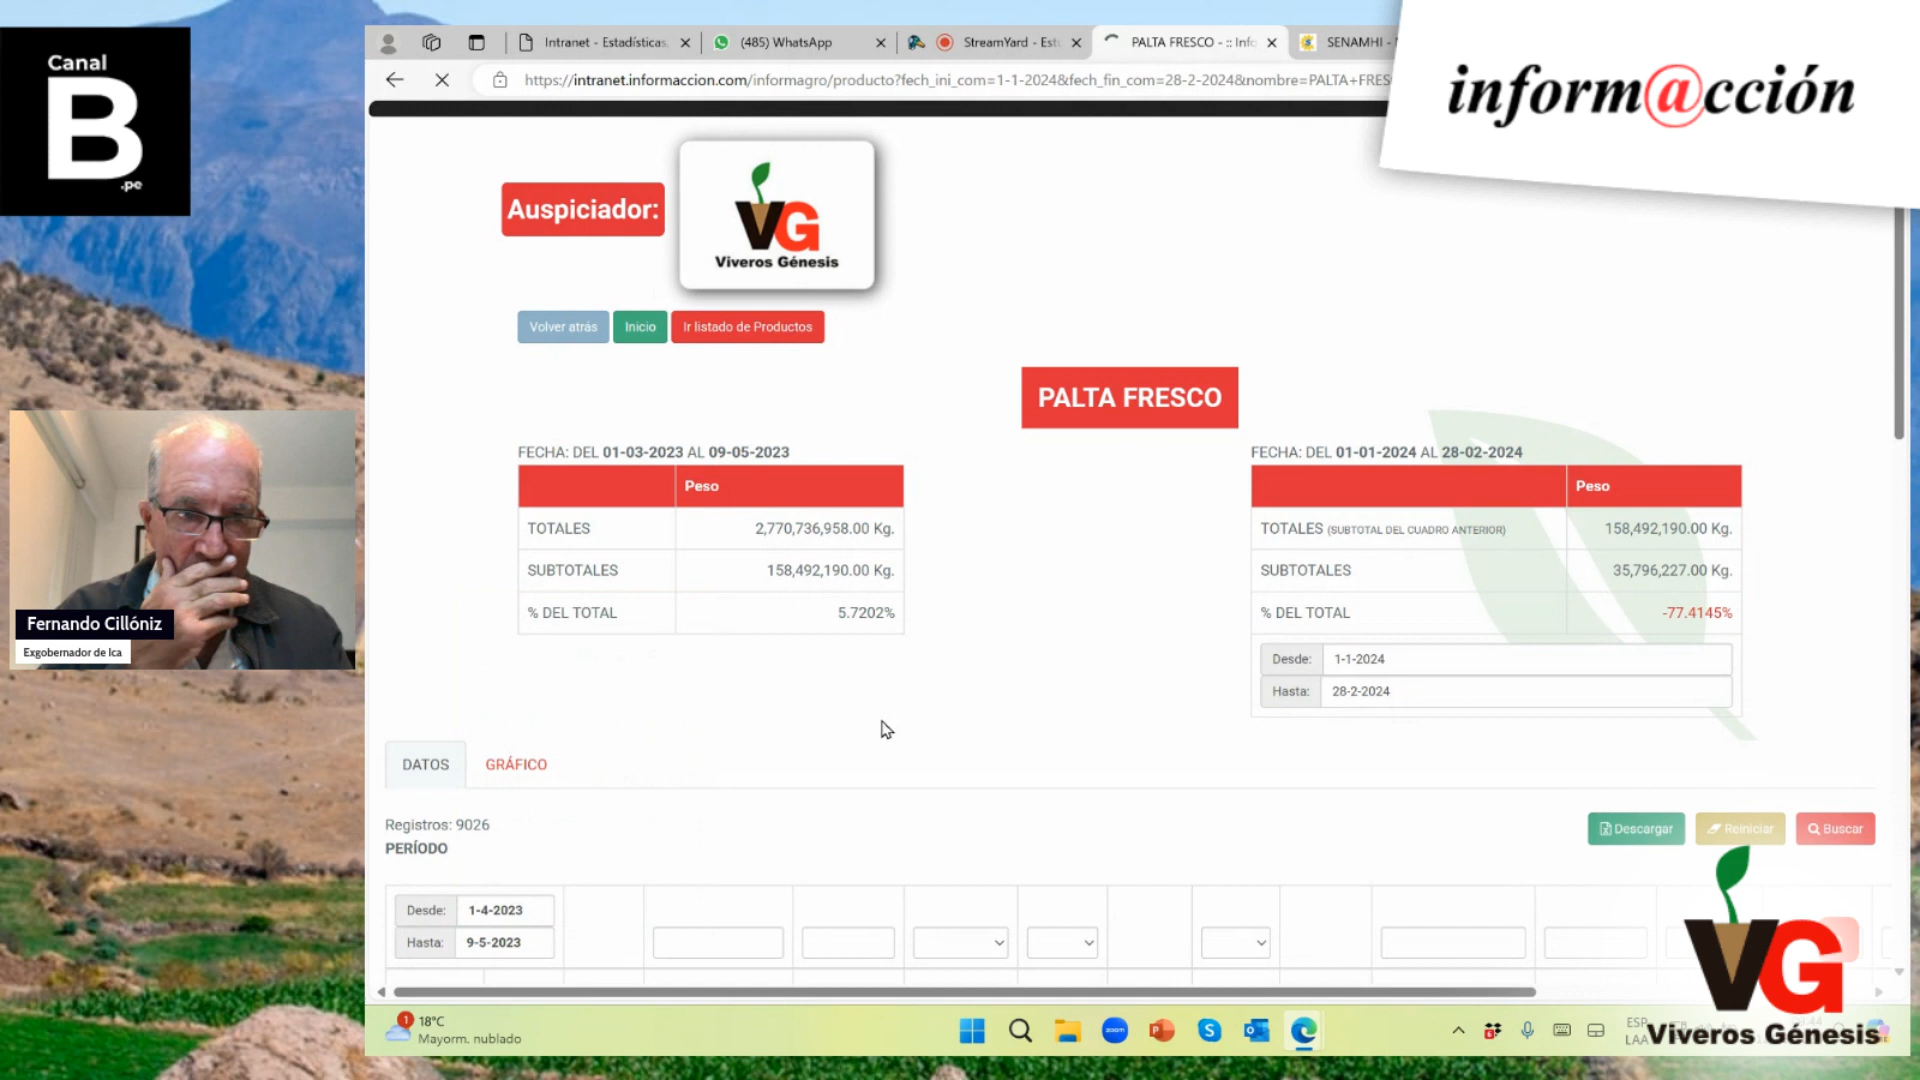 Canal
B
.pe
Intranet - Estadísticas
(485) WhatsApp
StreamYard - Est
PALTA FRESCO - :: Info
SENAMHI -
https://intranet.informaccion.com/informagro/producto?fech_ini_com=1-1-2024&fech_fin_com=28-2-2024&nombre=PALTA+FRES
inform@cción
Auspiciador:
VG
Viveros Génesis
Volver atrás
Inicio
Ir listado de Productos
PALTA FRESCO
FECHA: DEL 01-03-2023 AL 09-05-2023
Peso
TOTALES 2,770,736,958.00 Kg.
SUBTOTALES 158,492,190.00 Kg.
% DEL TOTAL 5.7202%
FECHA: DEL 01-01-2024 AL 28-02-2024
Peso
TOTALES (SUBTOTAL DEL CUADRO ANTERIOR) 158,492,190.00 Kg.
SUBTOTALES 35,796,227.00 Kg.
% DEL TOTAL -77.4145%
Desde: 1-1-2024
Hasta: 28-2-2024
Fernando Cillóniz
Exgobernador de Ica
DATOS
GRÁFICO
Registros: 9026
PERÍODO
Descargar
Reiniciar
Buscar
Desde: 1-4-2023
Hasta: 9-5-2023
VG
Viveros Génesis
1
18°C
Mayorm. nublado
zoom
ESP
LAA